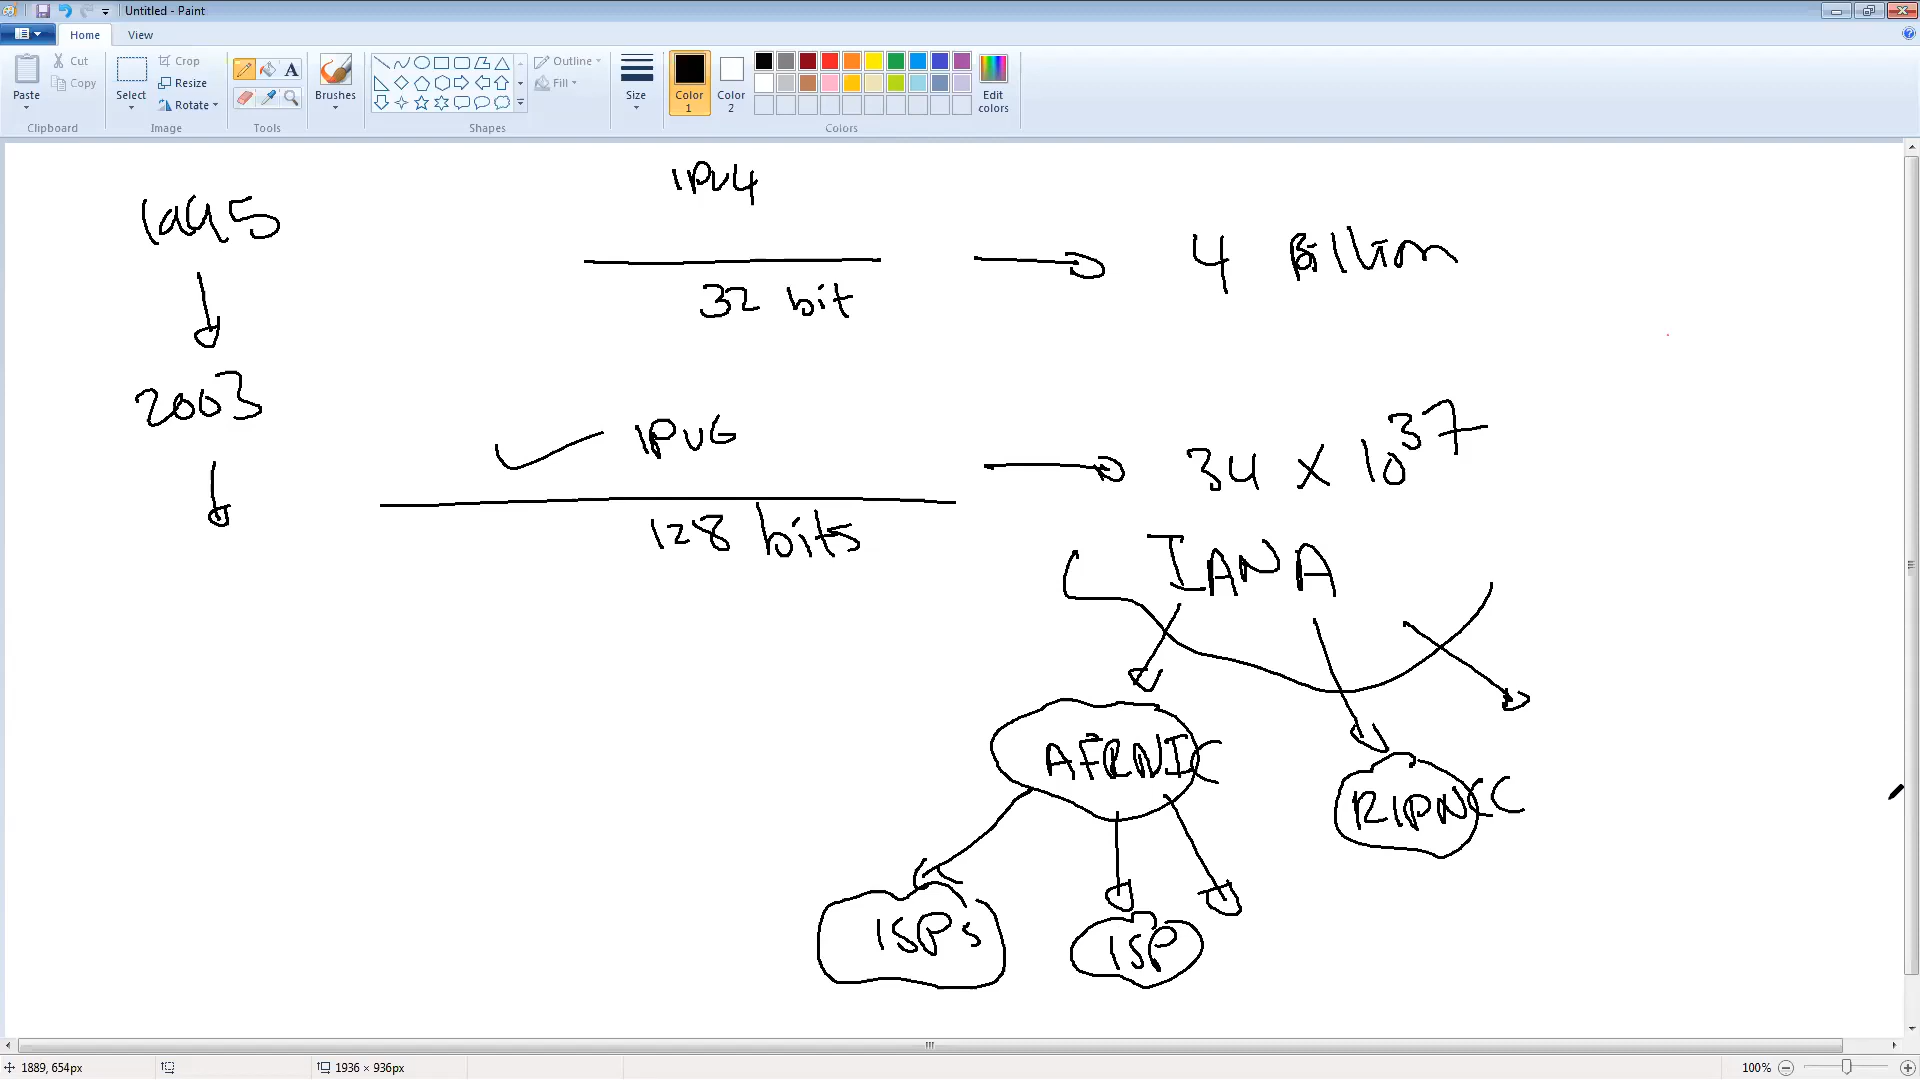 Untitled - Paint
Home View
Cut
Copy
Paste
Crop
Resize
Rotate
Select
Brushes
Outline
Fill
Size
Color 1
Color 2
Edit colors
Clipboard Image Tools Shapes Colors
IPv4
1995
4 Billion
32 bit
2003
IPv6
34 x 10^37
128 bits
IANA
AFRNIC
RIPNCC
ISPs
ISP
1889, 654px
1936 × 936px
100%